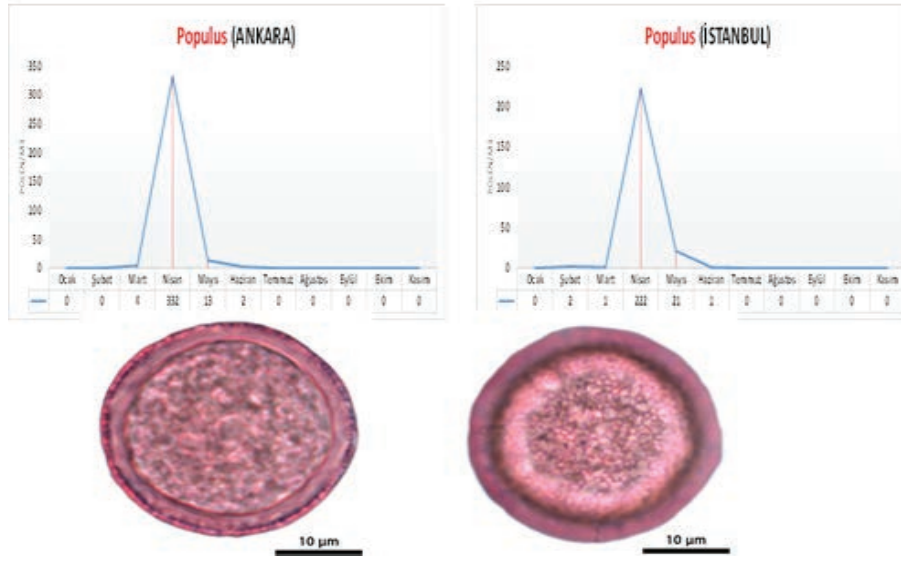 Populus (ANKARA)
350
300
250
200
150
100
50
0
Ocak Şubat Mart Nisan Mayıs Haziran Temmuz Ağustos Eylül Ekim Kasım
0 0 4 332 13 2 0 0 0 0 0
Populus (İSTANBUL)
250
200
150
100
50
0
Ocak Şubat Mart Nisan Mayıs Haziran Temmuz Ağustos Eylül Ekim Kasım
0 2 1 222 21 1 0 0 0 0 0
10 µm
10 µm